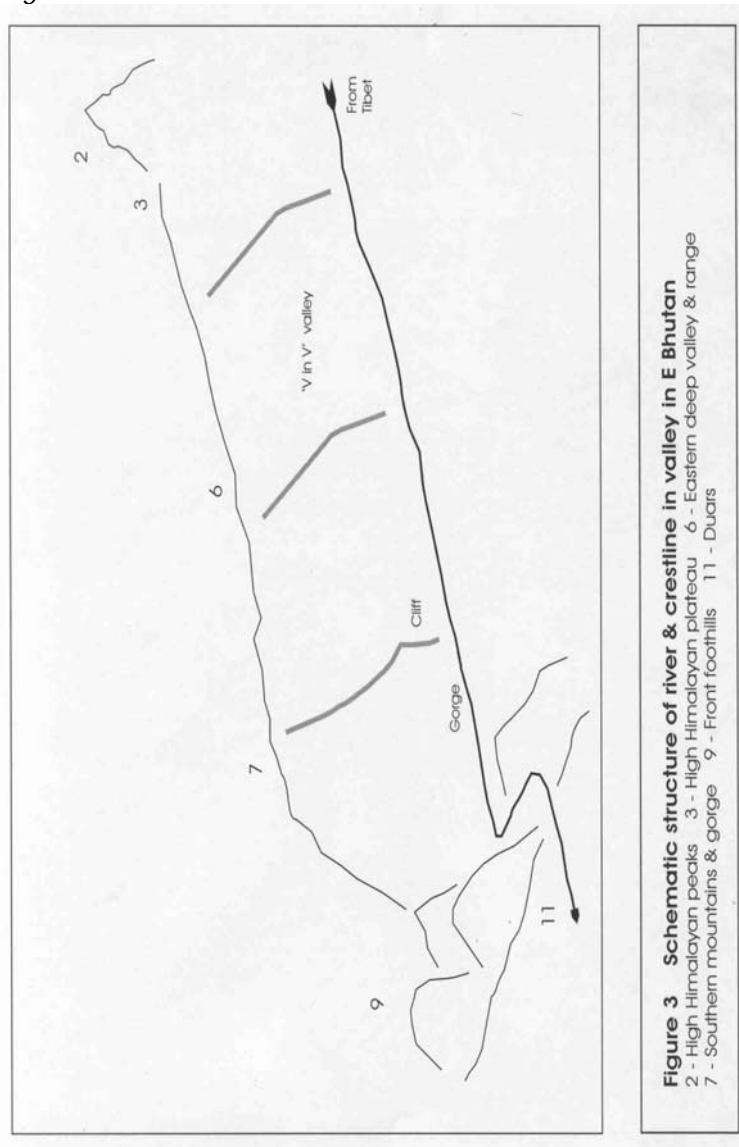 2
3
6
7
"V in V" valley
From
Tibet
9
Cliff
Gorge
11
Figure 3 Schematic structure of river & crestline in valley in E Bhutan
2 - High Himalayan peaks 3 - High Himalayan plateau 6 - Eastern deep valley & range
7 - Southern mountains & gorge 9 - Front foothills 11 - Duars